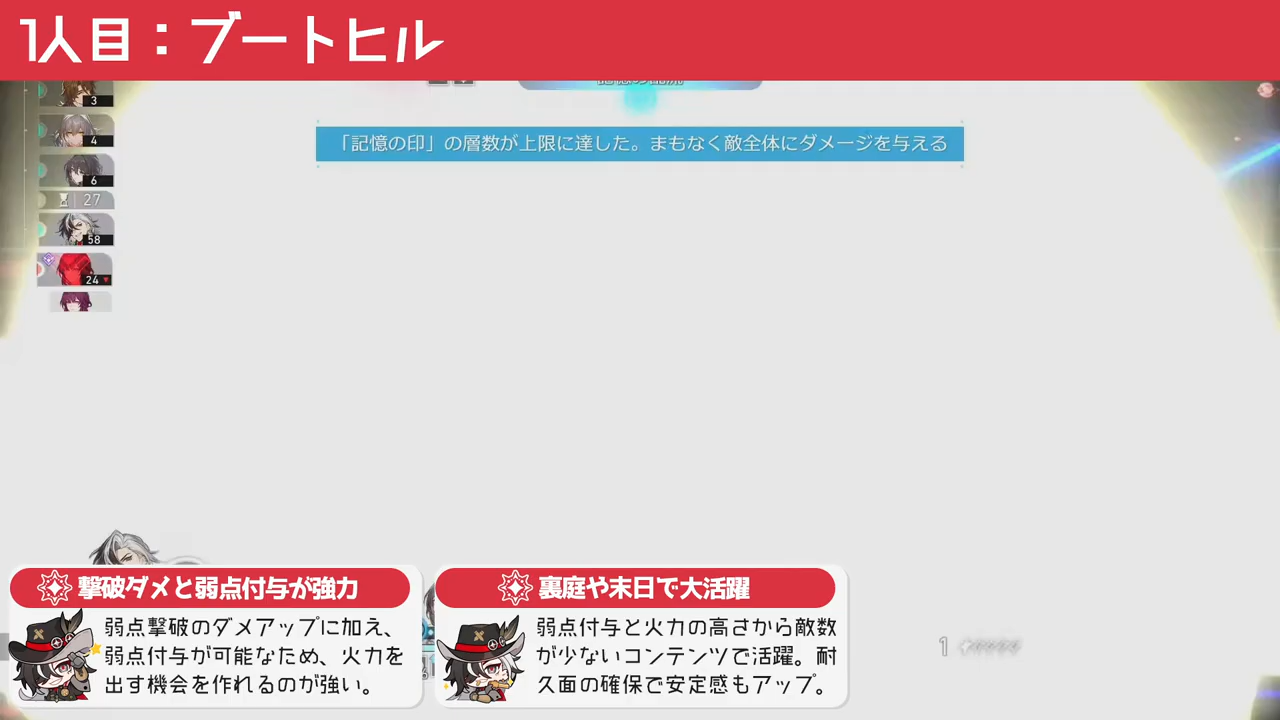 1人目：ブートヒル
3
「記憶の印」の層数が上限に達した。まもなく敵全体にダメージを与える
4
6
27
58
24
撃破ダメと弱点付与が強力
弱点撃破のダメアップに加え、
弱点付与が可能なため、火力を
出す機会を作れるのが強い。
裏庭や末日で大活躍
弱点付与と火力の高さから敵数
が少ないコンテンツで活躍。耐
久面の確保で安定感もアップ。
1